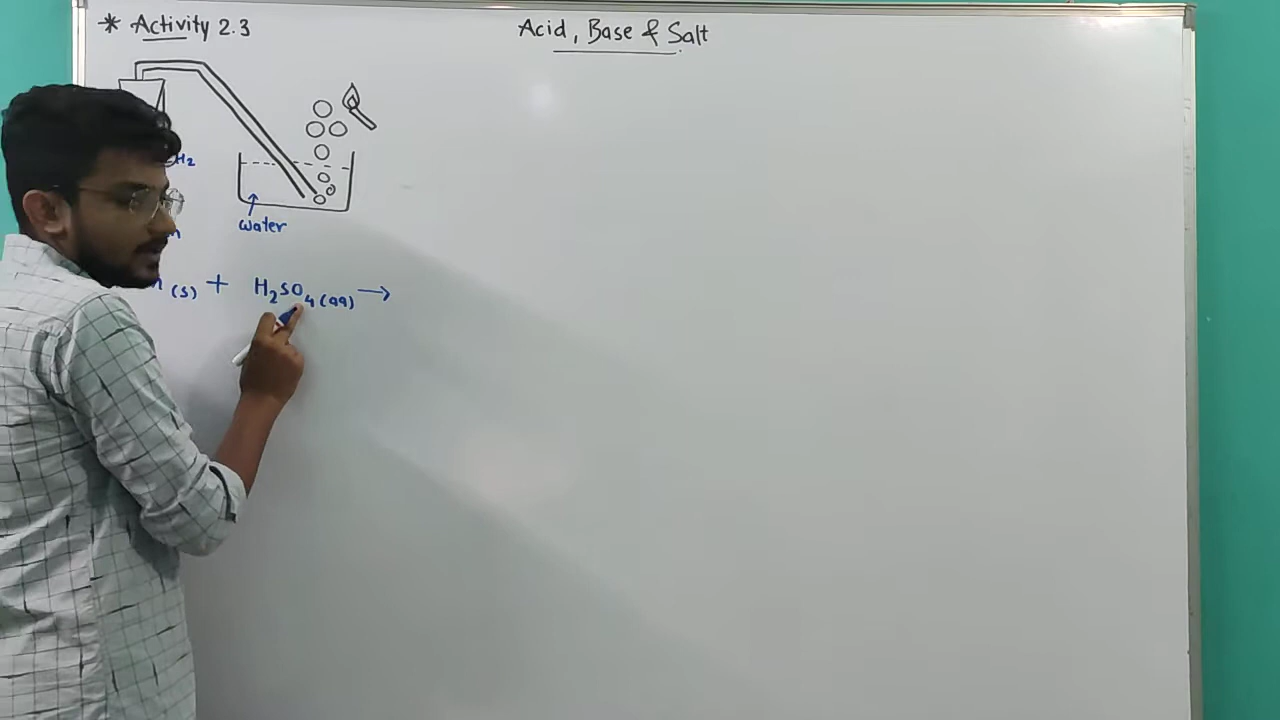 * Activity 2.3
Acid, Base & Salt
H₂
water
(s) + H₂SO₄(aq) →